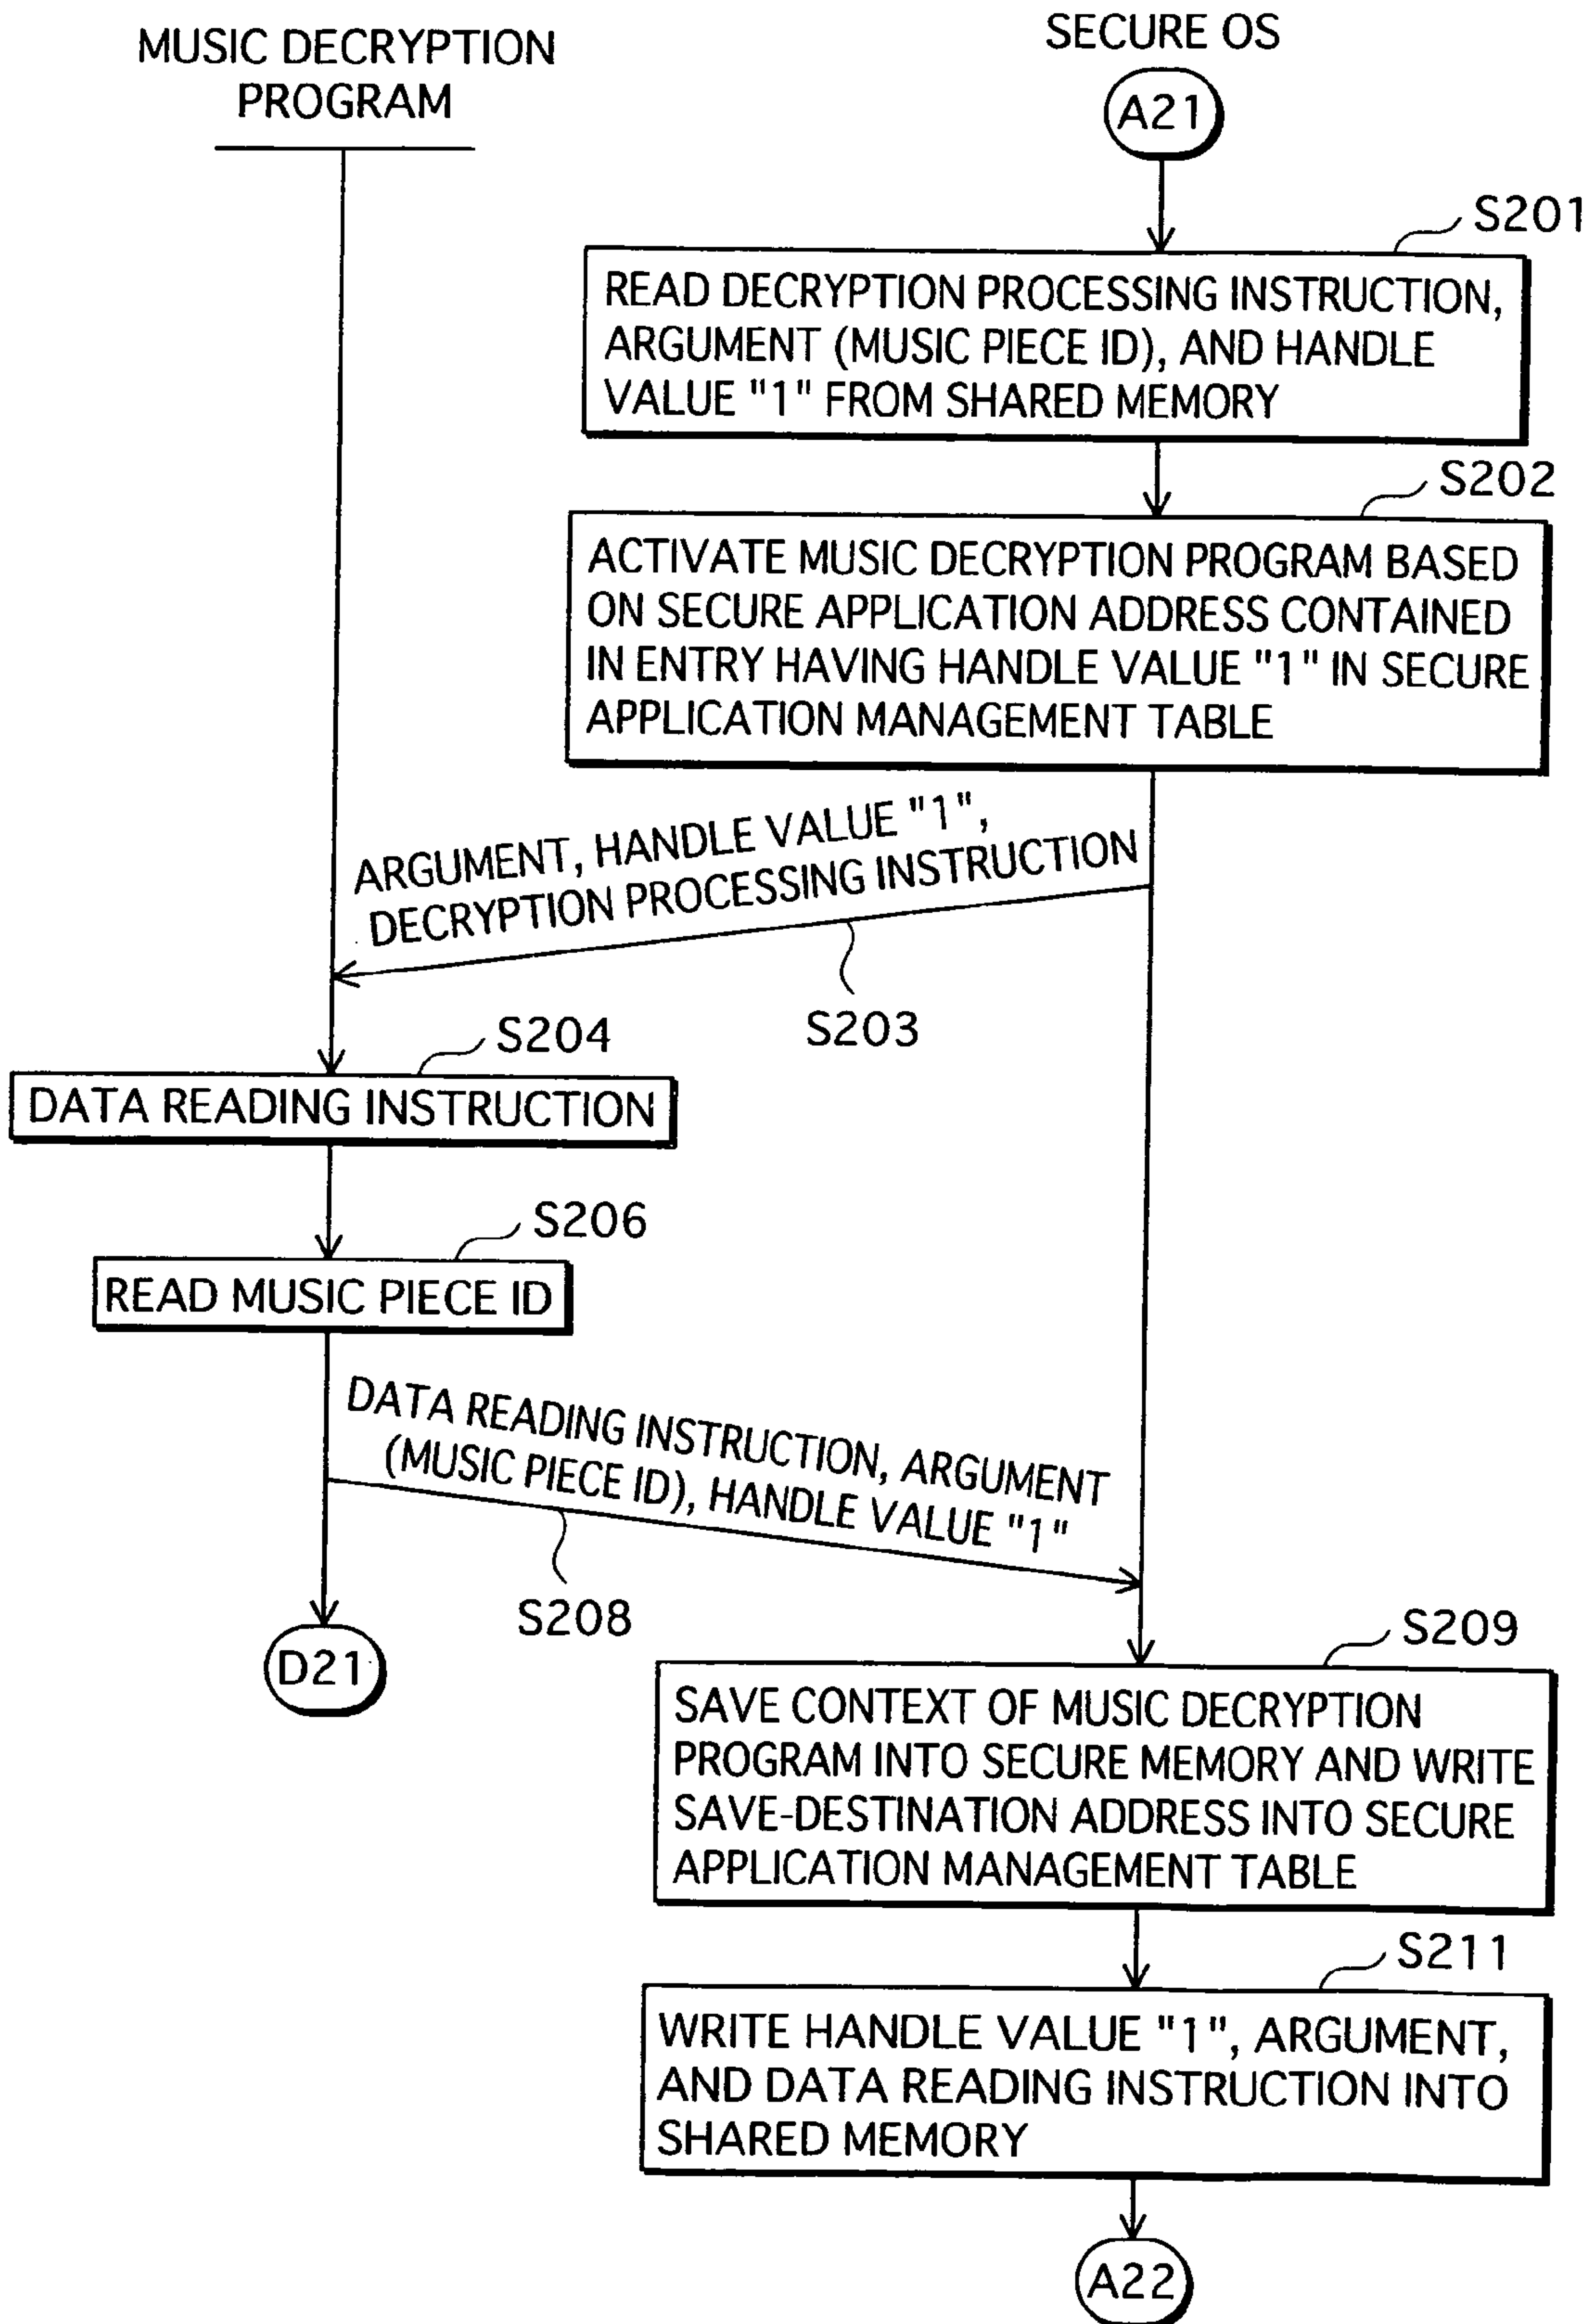 MUSIC DECRYPTION
PROGRAM
SECURE OS
A21
S201
READ DECRYPTION PROCESSING INSTRUCTION,
ARGUMENT (MUSIC PIECE ID), AND HANDLE
VALUE "1" FROM SHARED MEMORY
S202
ACTIVATE MUSIC DECRYPTION PROGRAM BASED
ON SECURE APPLICATION ADDRESS CONTAINED
IN ENTRY HAVING HANDLE VALUE "1" IN SECURE
APPLICATION MANAGEMENT TABLE
ARGUMENT, HANDLE VALUE "1",
DECRYPTION PROCESSING INSTRUCTION
S203
S204
DATA READING INSTRUCTION
S206
READ MUSIC PIECE ID
DATA READING INSTRUCTION, ARGUMENT
(MUSIC PIECE ID), HANDLE VALUE "1"
S208
D21
S209
SAVE CONTEXT OF MUSIC DECRYPTION
PROGRAM INTO SECURE MEMORY AND WRITE
SAVE-DESTINATION ADDRESS INTO SECURE
APPLICATION MANAGEMENT TABLE
S211
WRITE HANDLE VALUE "1", ARGUMENT,
AND DATA READING INSTRUCTION INTO
SHARED MEMORY
A22